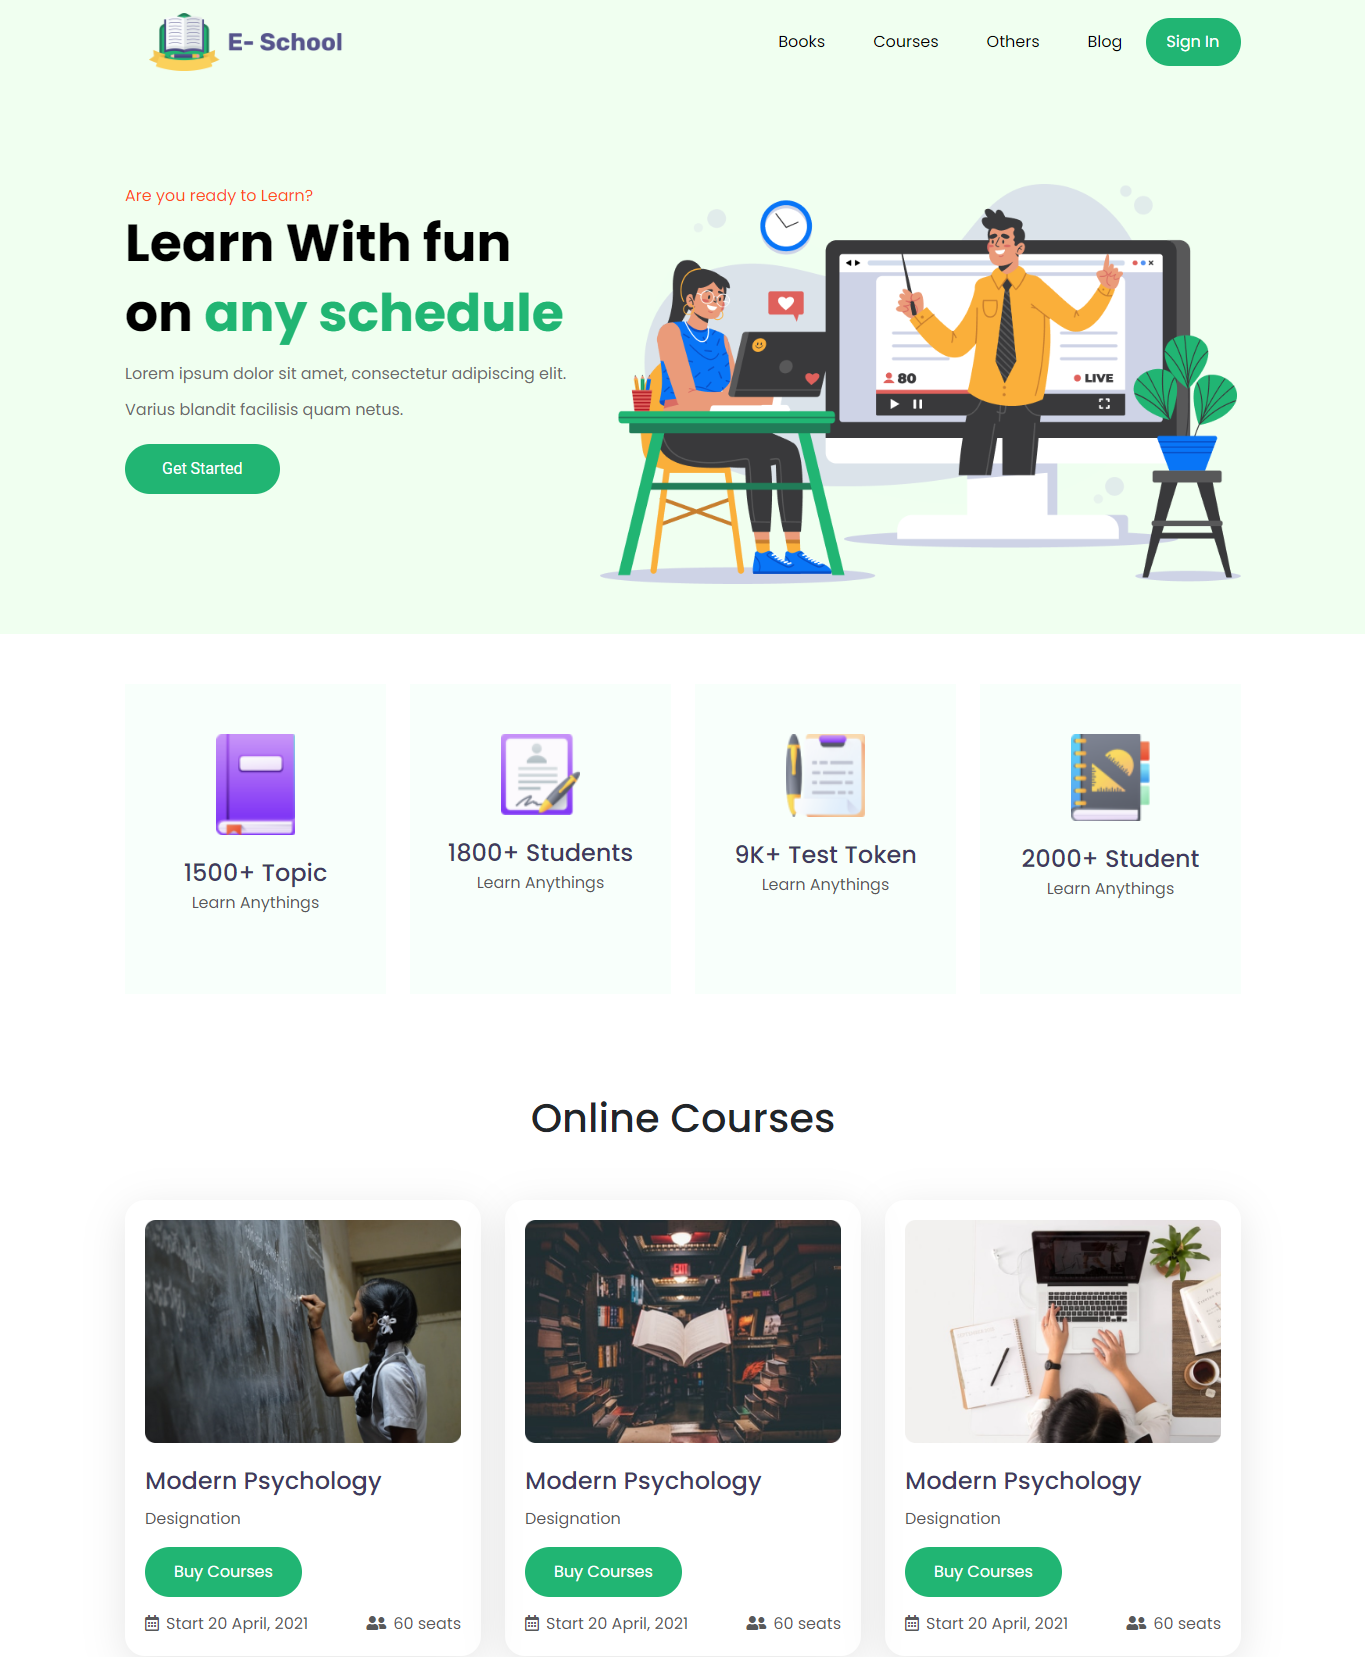 E- School
Books
Courses
Others
Blog
Sign In
Are you ready to Learn?
Learn With fun
on any schedule
Lorem ipsum dolor sit amet, consectetur adipiscing elit.
Varius blandit facilisis quam netus.
Get Started
80
LIVE
1500+ Topic
Learn Anythings
1800+ Students
Learn Anythings
9K+ Test Token
Learn Anythings
2000+ Student
Learn Anythings
Online Courses
EXIT
Modern Psychology
Designation
Buy Courses
Start 20 April, 2021
60 seats
Modern Psychology
Designation
Buy Courses
Start 20 April, 2021
60 seats
Modern Psychology
Designation
Buy Courses
Start 20 April, 2021
60 seats